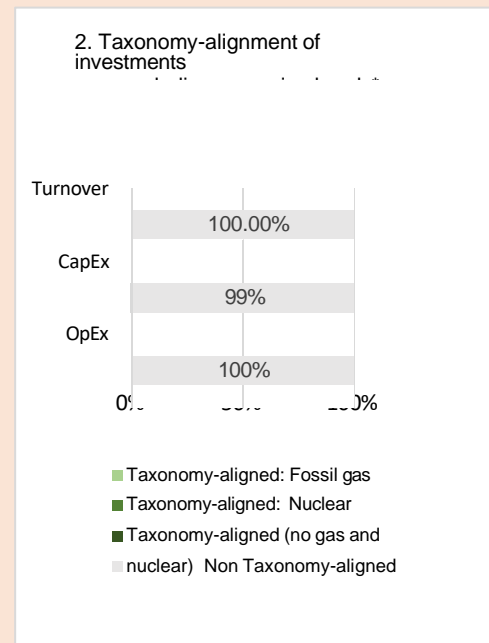 2. Taxonomy-alignment of
investments
Turnover
100.00%
CapEx
99%
OpEx
100%
Taxonomy-aligned: Fossil gas
Taxonomy-aligned: Nuclear
Taxonomy-aligned (no gas and
nuclear) Non Taxonomy-aligned